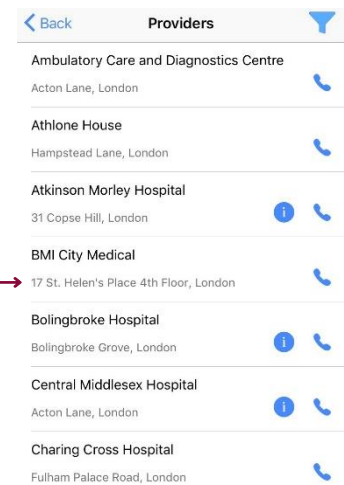 Back Providers
Ambulatory Care and Diagnostics Centre
Acton Lane, London
Athlone House
Hampstead Lane, London
Atkinson Morley Hospital
31 Copse Hill, London
BMI City Medical
17 St. Helen's Place 4th Floor, London
Bolingbroke Hospital
Bolingbroke Grove, London
Central Middlesex Hospital
Acton Lane, London
Charing Cross Hospital
Fulham Palace Road, London